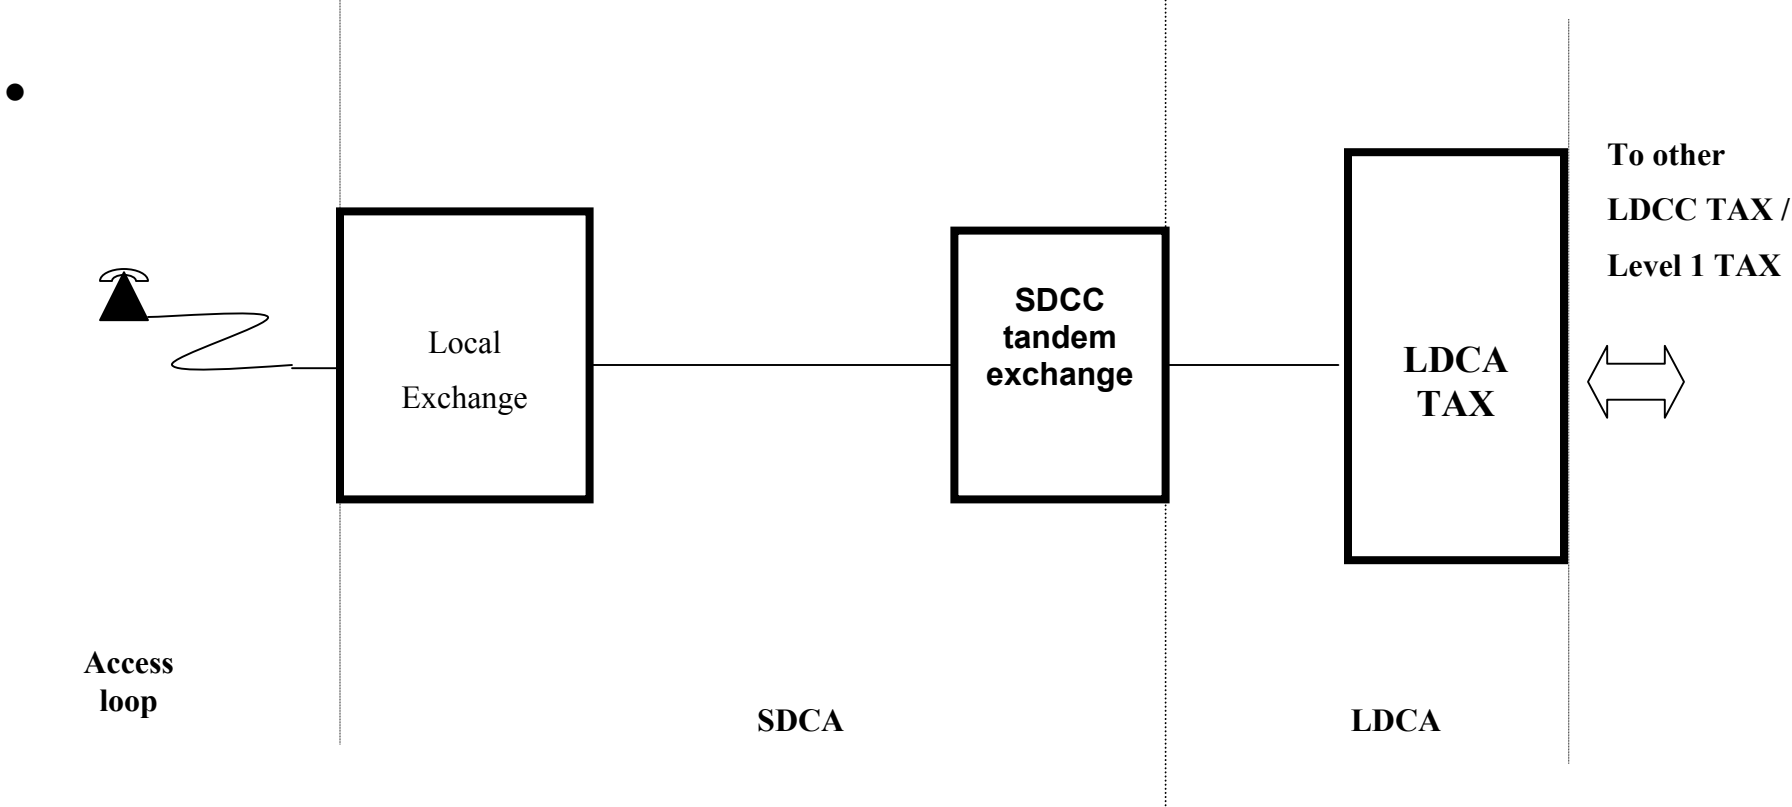 •
To other
LDCC TAX /
Level 1 TAX
Local
Exchange
SDCC
tandem
exchange
LDCA
TAX
Access
loop
SDCA
LDCA